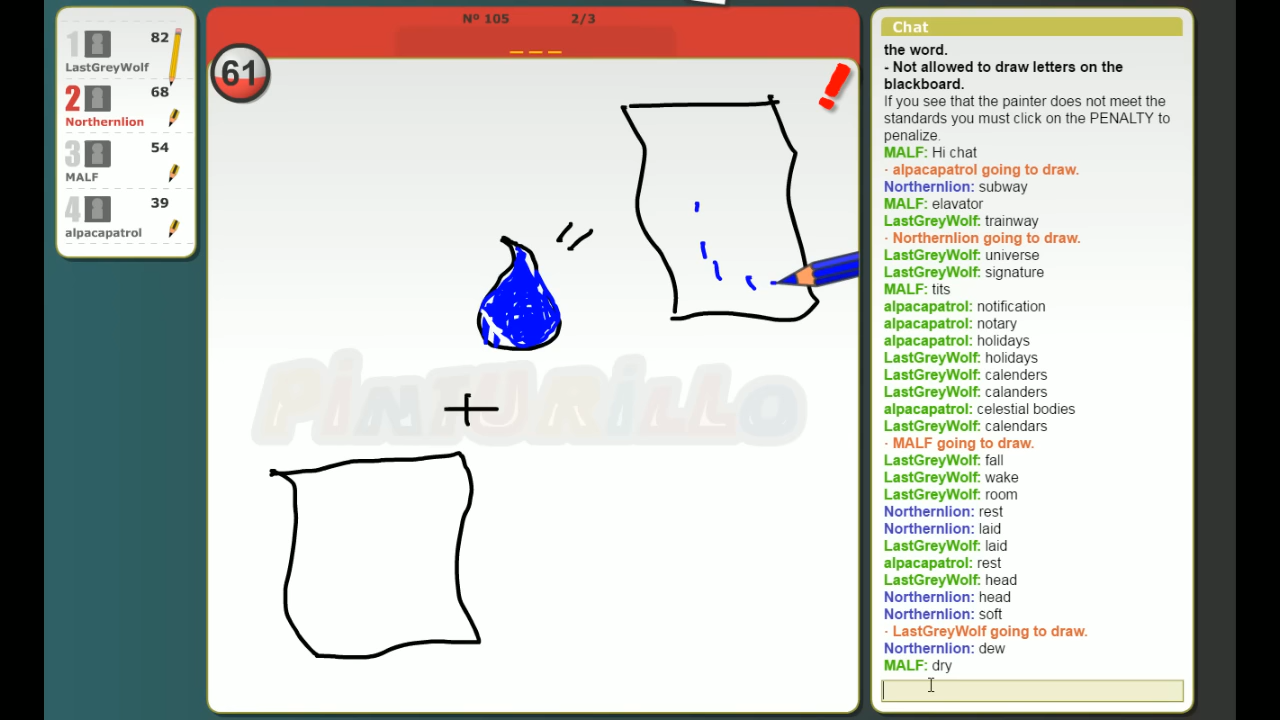 Nº 105 2/3
_ _ _
61
1 82
LastGreyWolf
2 68
Northernlion
3 54
MALF
4 39
alpacapatrol
!
+
PiNTURiLLO
Chat
the word.
- Not allowed to draw letters on the
blackboard.
If you see that the painter does not meet the
standards you must click on the PENALTY to
penalize.
MALF: Hi chat
· alpacapatrol going to draw.
Northernlion: subway
MALF: elavator
LastGreyWolf: trainway
· Northernlion going to draw.
LastGreyWolf: universe
LastGreyWolf: signature
MALF: tits
alpacapatrol: notification
alpacapatrol: notary
alpacapatrol: holidays
LastGreyWolf: holidays
LastGreyWolf: calenders
LastGreyWolf: calanders
alpacapatrol: celestial bodies
LastGreyWolf: calendars
· MALF going to draw.
LastGreyWolf: fall
LastGreyWolf: wake
LastGreyWolf: room
Northernlion: rest
Northernlion: laid
LastGreyWolf: laid
alpacapatrol: rest
LastGreyWolf: head
Northernlion: head
Northernlion: soft
· LastGreyWolf going to draw.
Northernlion: dew
MALF: dry